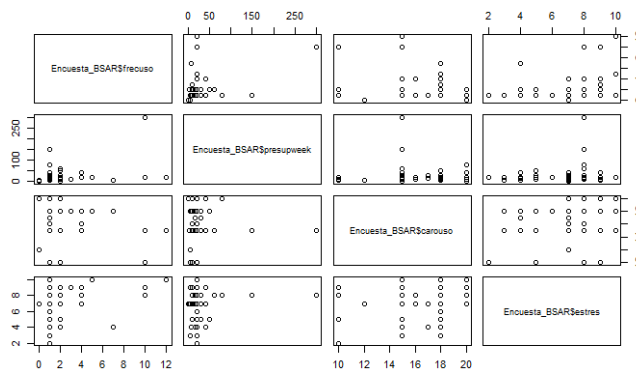 0 50 150 300
2 4 6 8 10
Encuesta_BSAR$frecuso
0 100 250
Encuesta_BSAR$presupweek
Encuesta_BSAR$carouso
2 4 6 8
Encuesta_BSAR$estres
0 2 4 6 8 10 12
10 12 14 16 18 20